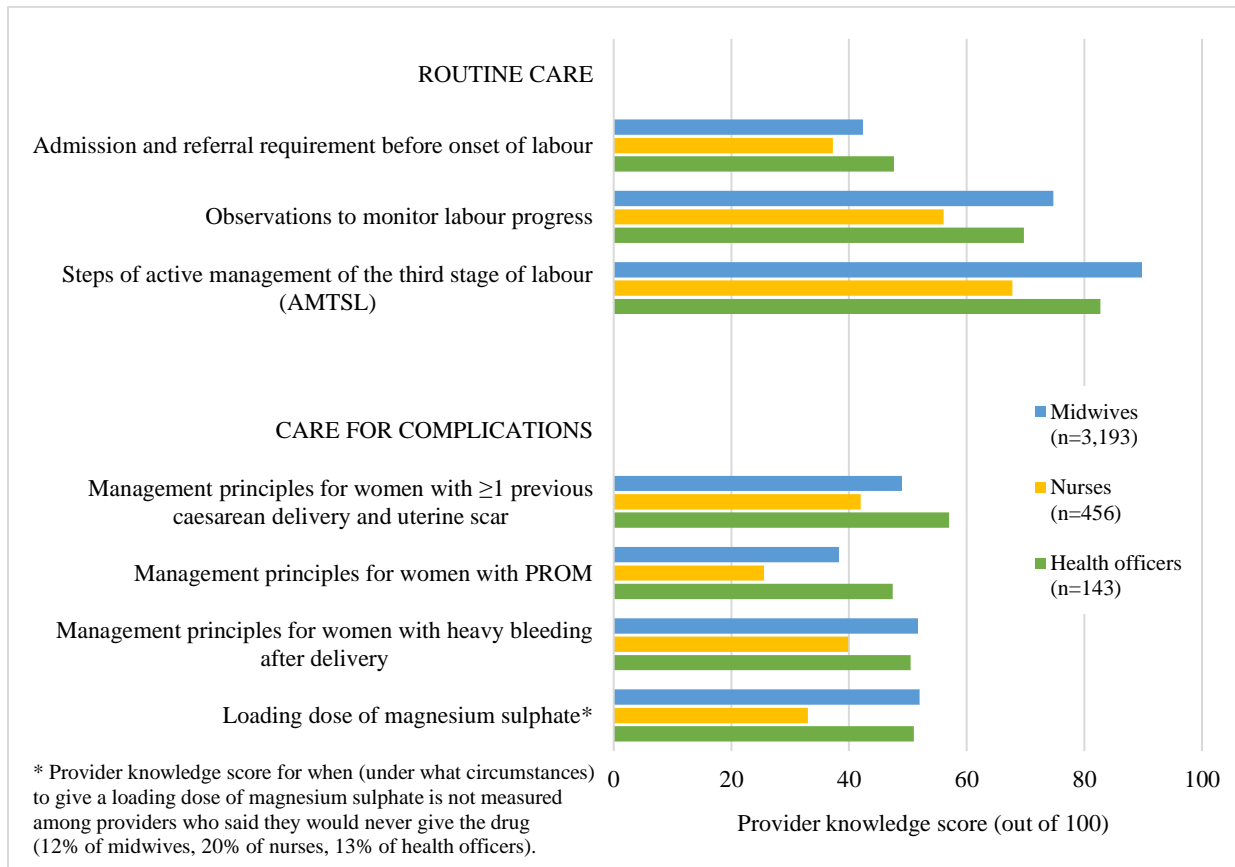 ROUTINE CARE
Admission and referral requirement before onset of labour
Observations to monitor labour progress
Steps of active management of the third stage of labour
(AMTSL)
CARE FOR COMPLICATIONS
Management principles for women with ≥1 previous
caesarean delivery and uterine scar
Management principles for women with PROM
Management principles for women with heavy bleeding
after delivery
Loading dose of magnesium sulphate*
Midwives
(n=3,193)
Nurses
(n=456)
Health officers
(n=143)
0 20 40 60 80 100
Provider knowledge score (out of 100)
* Provider knowledge score for when (under what circumstances)
to give a loading dose of magnesium sulphate is not measured
among providers who said they would never give the drug
(12% of midwives, 20% of nurses, 13% of health officers).